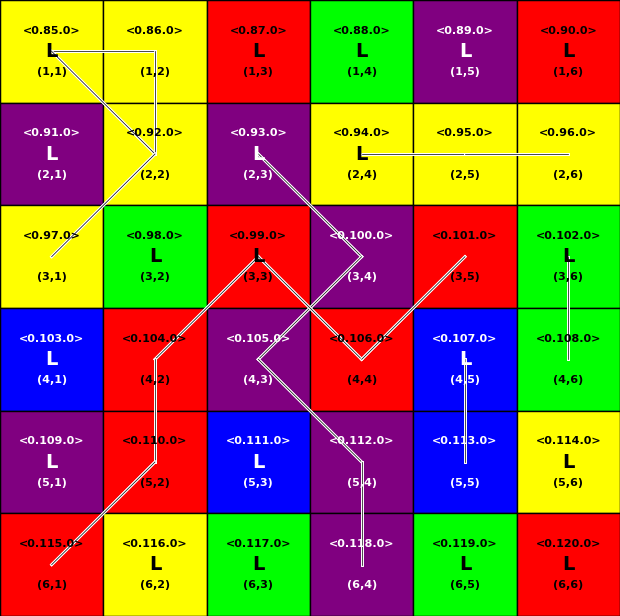 <0.85.0> <0.86.0> <0.87.0> <0.88.0> <0.89.0> <0.90.0>
L L L L L
(1,1) (1,2) (1,3) (1,4) (1,5) (1,6)
<0.91.0> <0.92.0> <0.93.0> <0.94.0> <0.95.0> <0.96.0>
L L L
(2,1) (2,2) (2,3) (2,4) (2,5) (2,6)
<0.97.0> <0.98.0> <0.99.0> <0.100.0> <0.101.0> <0.102.0>
L L L
(3,1) (3,2) (3,3) (3,4) (3,5) (3,6)
<0.103.0> <0.104.0> <0.105.0> <0.106.0> <0.107.0> <0.108.0>
L L
(4,1) (4,2) (4,3) (4,4) (4,5) (4,6)
<0.109.0> <0.110.0> <0.111.0> <0.112.0> <0.113.0> <0.114.0>
L L L
(5,1) (5,2) (5,3) (5,4) (5,5) (5,6)
<0.115.0> <0.116.0> <0.117.0> <0.118.0> <0.119.0> <0.120.0>
L L L L
(6,1) (6,2) (6,3) (6,4) (6,5) (6,6)